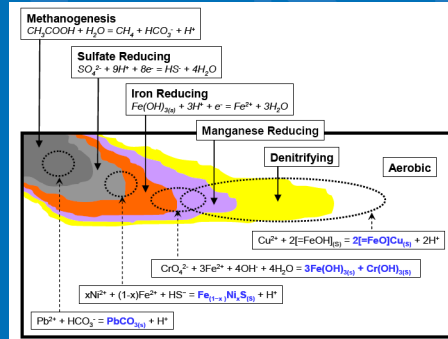 Methanogenesis
CH₃COOH + H₂O = CH₄ + HCO₃⁻ + H⁺
Sulfate Reducing
SO₄²⁻ + 9H⁺ + 8e⁻ = HS⁻ + 4H₂O
Iron Reducing
Fe(OH)₃₍ₛ₎ + 3H⁺ + e⁻ = Fe²⁺ + 3H₂O
Manganese Reducing
Denitrifying
Aerobic
Cu²⁺ + 2[=FeOH]₍S₎ = 2[=FeO]Cu₍S₎ + 2H⁺
CrO₄²⁻ + 3Fe²⁺ + 4OH⁻ + 4H₂O = 3Fe(OH)₃₍ₛ₎ + Cr(OH)₃₍S₎
xNi²⁺ + (1-x)Fe²⁺ + HS⁻ = Fe₍₁₋ₓ₎NiₓS₍S₎ + H⁺
Pb²⁺ + HCO₃⁻ = PbCO₃₍ₛ₎ + H⁺